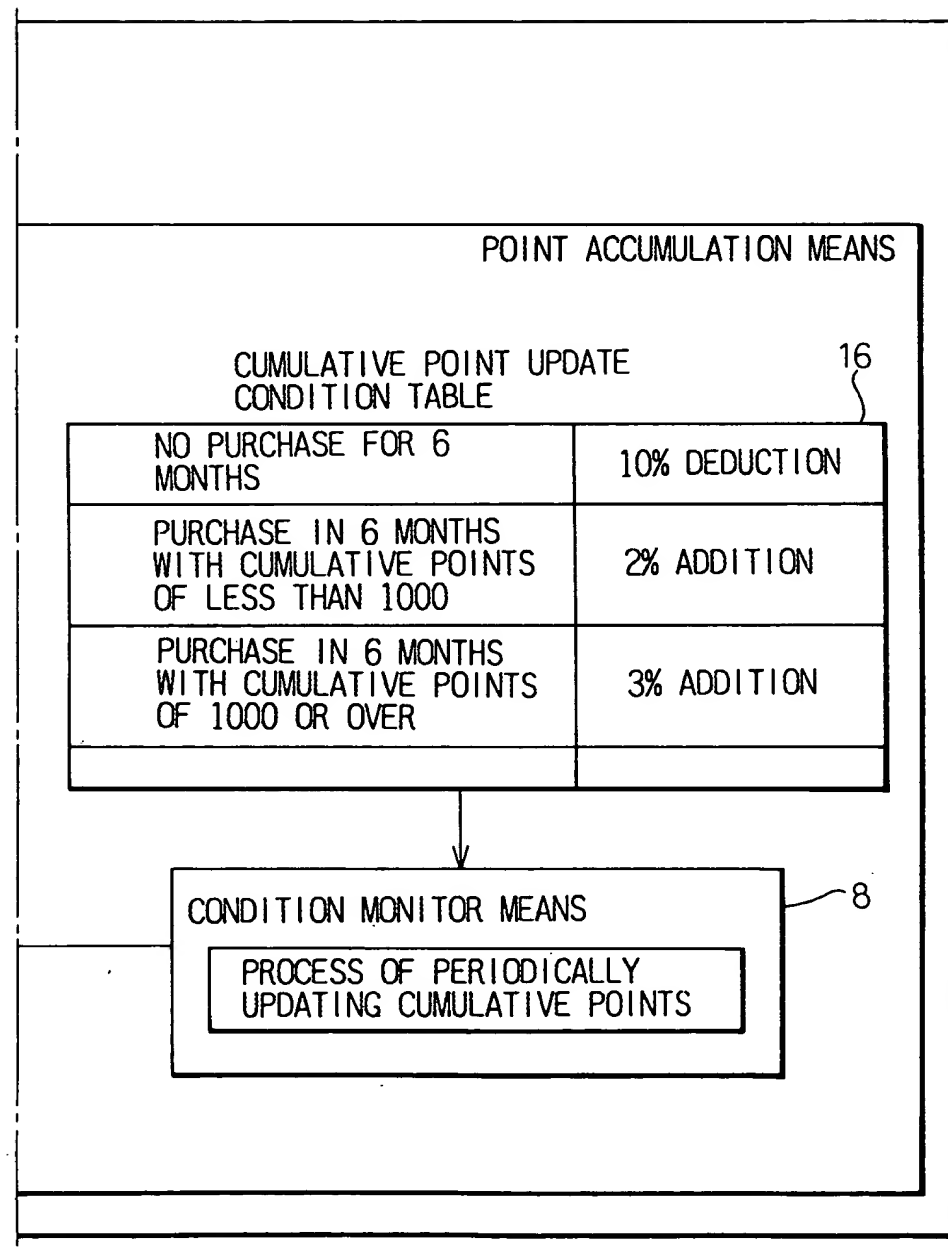 POINT ACCUMULATION MEANS
CUMULATIVE POINT UPDATE
CONDITION TABLE
16
NO PURCHASE FOR 6
MONTHS
10% DEDUCTION
PURCHASE IN 6 MONTHS
WITH CUMULATIVE POINTS
OF LESS THAN 1000
2% ADDITION
PURCHASE IN 6 MONTHS
WITH CUMULATIVE POINTS
OF 1000 OR OVER
3% ADDITION
CONDITION MONITOR MEANS
8
PROCESS OF PERIODICALLY
UPDATING CUMULATIVE POINTS